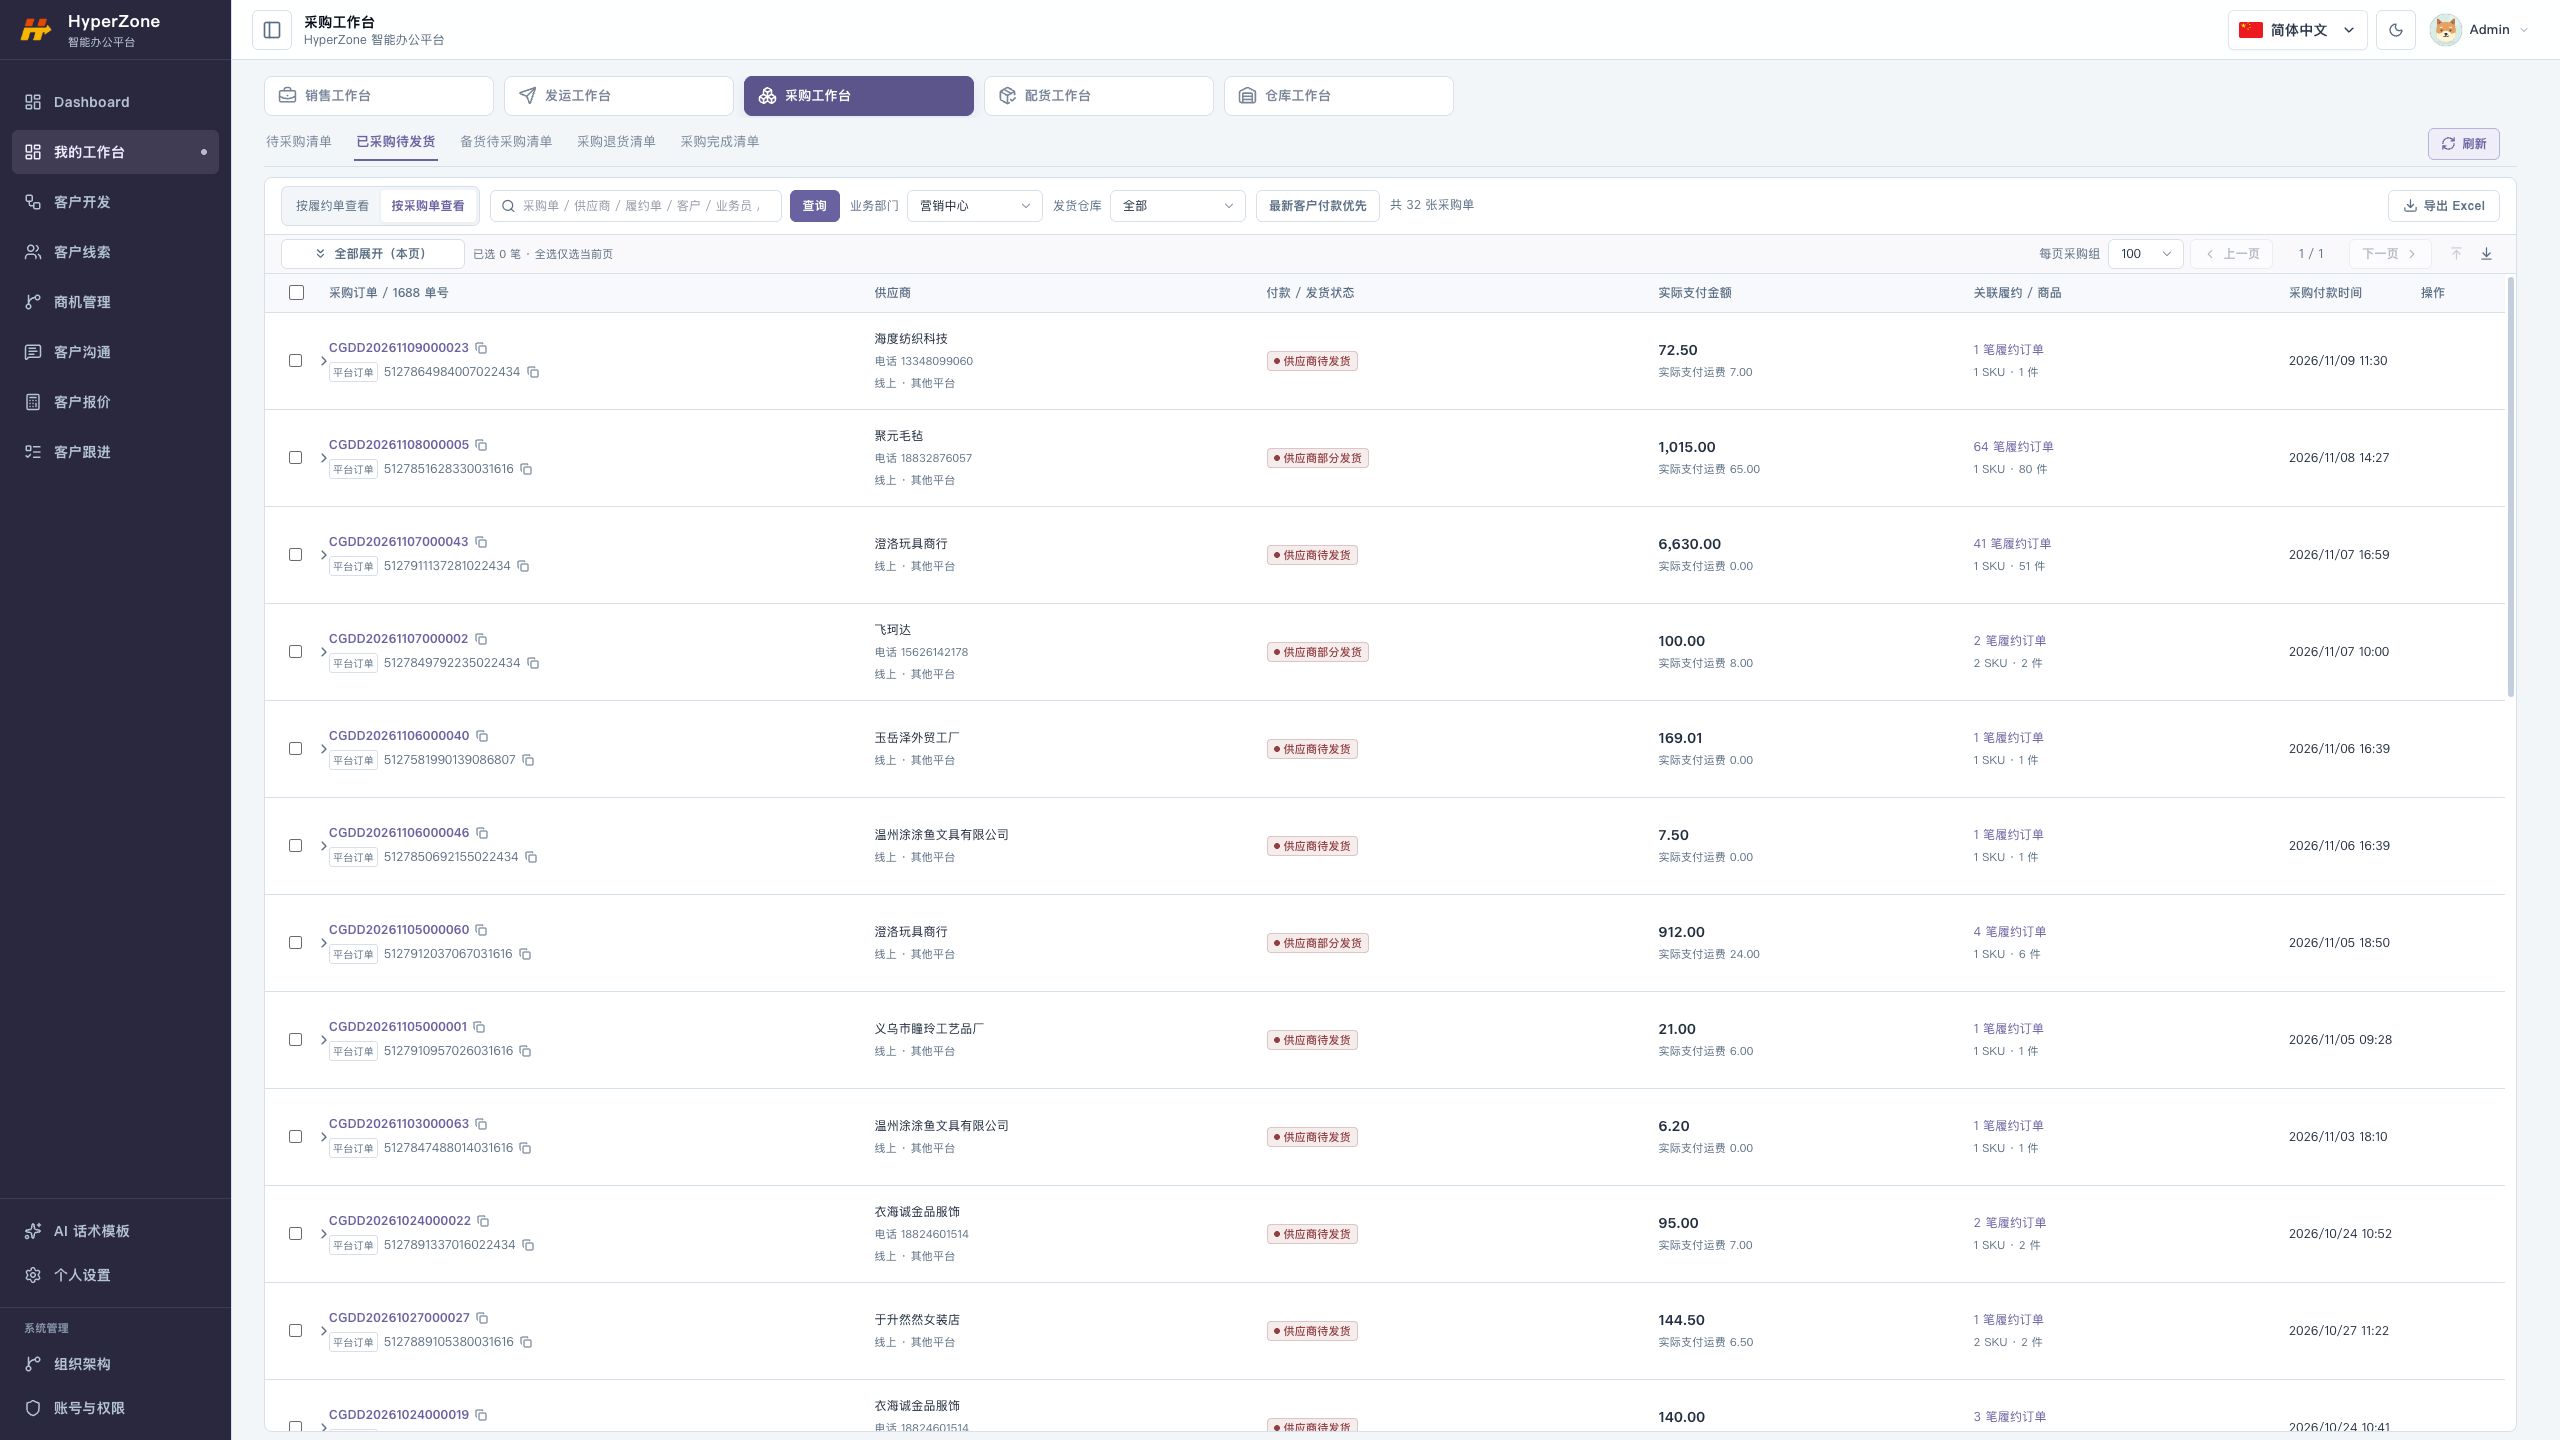 HyperZone
智能办公平台
Dashboard
我的工作台
客户开发
客户线索
商机管理
客户沟通
客户报价
客户跟进
AI 话术模板
个人设置
系统管理
组织架构
账号与权限
采购工作台
HyperZone 智能办公平台
简体中文
Admin
销售工作台
发运工作台
采购工作台
配货工作台
仓库工作台
待采购清单
已采购待发货
备货待采购清单
采购退货清单
采购完成清单
刷新
按履约单查看
按采购单查看
采购单 / 供应商 / 履约单 / 客户 / 业务员 /
查询
业务部门
营销中心
发货仓库
全部
最新客户付款优先
共 32 张采购单
导出 Excel
全部展开（本页）
已选 0 笔 · 全选仅选当前页
每页采购组
100
上一页
1 / 1
下一页
采购订单 / 1688 单号
供应商
付款 / 发货状态
实际支付金额
关联履约 / 商品
采购付款时间
操作
CGDD20261109000023
平台订单 5127864984007022434
海度纺织科技
电话 13348099060
线上 · 其他平台
供应商待发货
72.50
实际支付运费 7.00
1 笔履约订单
1 SKU · 1 件
2026/11/09 11:30
CGDD20261108000005
平台订单 5127851628330031616
聚元毛毡
电话 18832876057
线上 · 其他平台
供应商部分发货
1,015.00
实际支付运费 65.00
64 笔履约订单
1 SKU · 80 件
2026/11/08 14:27
CGDD20261107000043
平台订单 5127911137281022434
澄洛玩具商行
线上 · 其他平台
供应商待发货
6,630.00
实际支付运费 0.00
41 笔履约订单
1 SKU · 51 件
2026/11/07 16:59
CGDD20261107000002
平台订单 5127849792235022434
飞珂达
电话 15626142178
线上 · 其他平台
供应商部分发货
100.00
实际支付运费 8.00
2 笔履约订单
2 SKU · 2 件
2026/11/07 10:00
CGDD20261106000040
平台订单 5127581990139086807
玉岳泽外贸工厂
线上 · 其他平台
供应商待发货
169.01
实际支付运费 0.00
1 笔履约订单
1 SKU · 1 件
2026/11/06 16:39
CGDD20261106000046
平台订单 5127850692155022434
温州涂涂鱼文具有限公司
线上 · 其他平台
供应商待发货
7.50
实际支付运费 0.00
1 笔履约订单
1 SKU · 1 件
2026/11/06 16:39
CGDD20261105000060
平台订单 5127912037067031616
澄洛玩具商行
线上 · 其他平台
供应商部分发货
912.00
实际支付运费 24.00
4 笔履约订单
1 SKU · 6 件
2026/11/05 18:50
CGDD20261105000001
平台订单 5127910957026031616
义乌市瞳玲工艺品厂
线上 · 其他平台
供应商待发货
21.00
实际支付运费 6.00
1 笔履约订单
1 SKU · 1 件
2026/11/05 09:28
CGDD20261103000063
平台订单 5127847488014031616
温州涂涂鱼文具有限公司
线上 · 其他平台
供应商待发货
6.20
实际支付运费 0.00
1 笔履约订单
1 SKU · 1 件
2026/11/03 18:10
CGDD20261024000022
平台订单 5127891337016022434
衣海诚金品服饰
电话 18824601514
线上 · 其他平台
供应商待发货
95.00
实际支付运费 7.00
2 笔履约订单
1 SKU · 2 件
2026/10/24 10:52
CGDD20261027000027
平台订单 5127889105380031616
于升然然女装店
线上 · 其他平台
供应商待发货
144.50
实际支付运费 6.50
1 笔履约订单
2 SKU · 2 件
2026/10/27 11:22
CGDD20261024000019
衣海诚金品服饰
电话 18824601514
供应商待发货
140.00
3 笔履约订单
2026/10/24 10:41